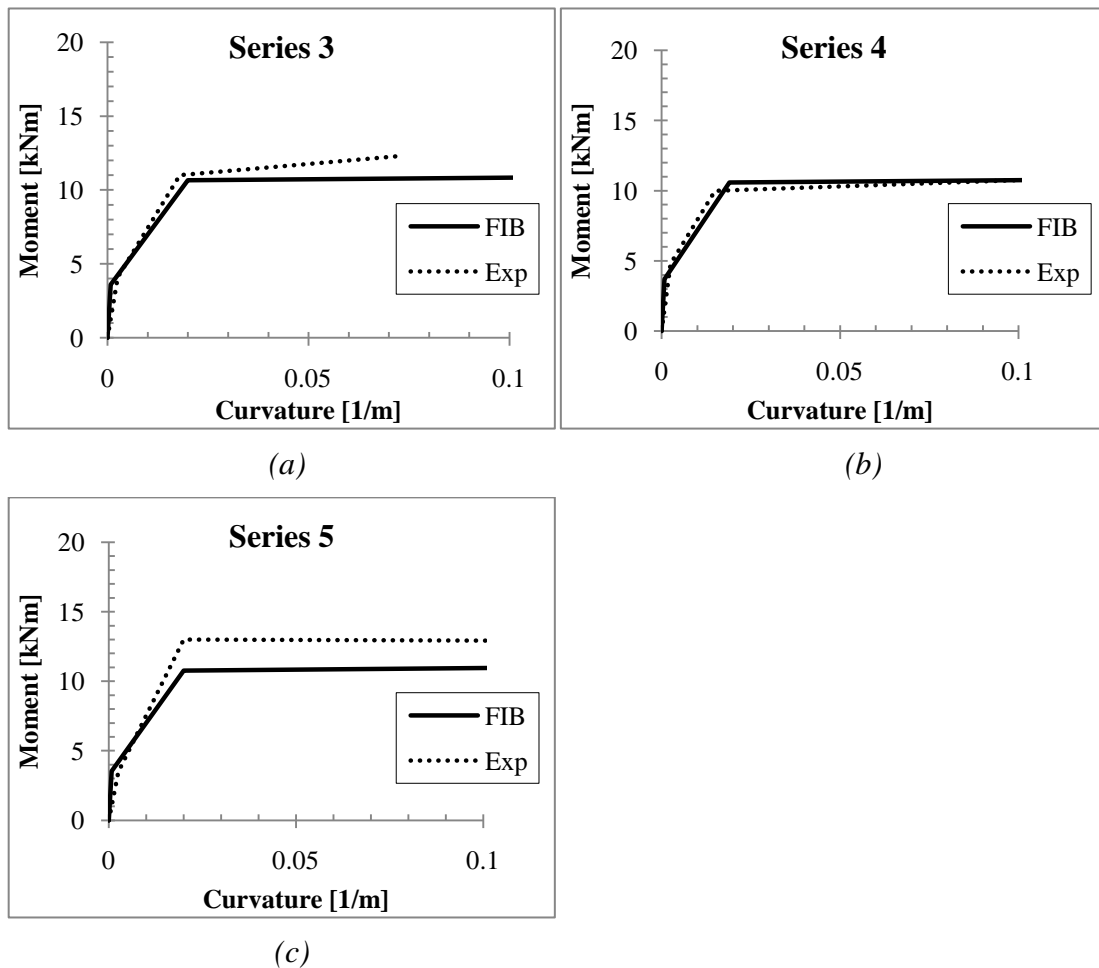 Series 3
20
15
10
5
0
Moment [kNm]
FIB
Exp
0 0.05 0.1
Curvature [1/m]
(a)
Series 4
20
15
10
5
0
Moment [kNm]
FIB
Exp
0 0.05 0.1
Curvature [1/m]
(b)
Series 5
20
15
10
5
0
Moment [kNm]
FIB
Exp
0 0.05 0.1
Curvature [1/m]
(c)